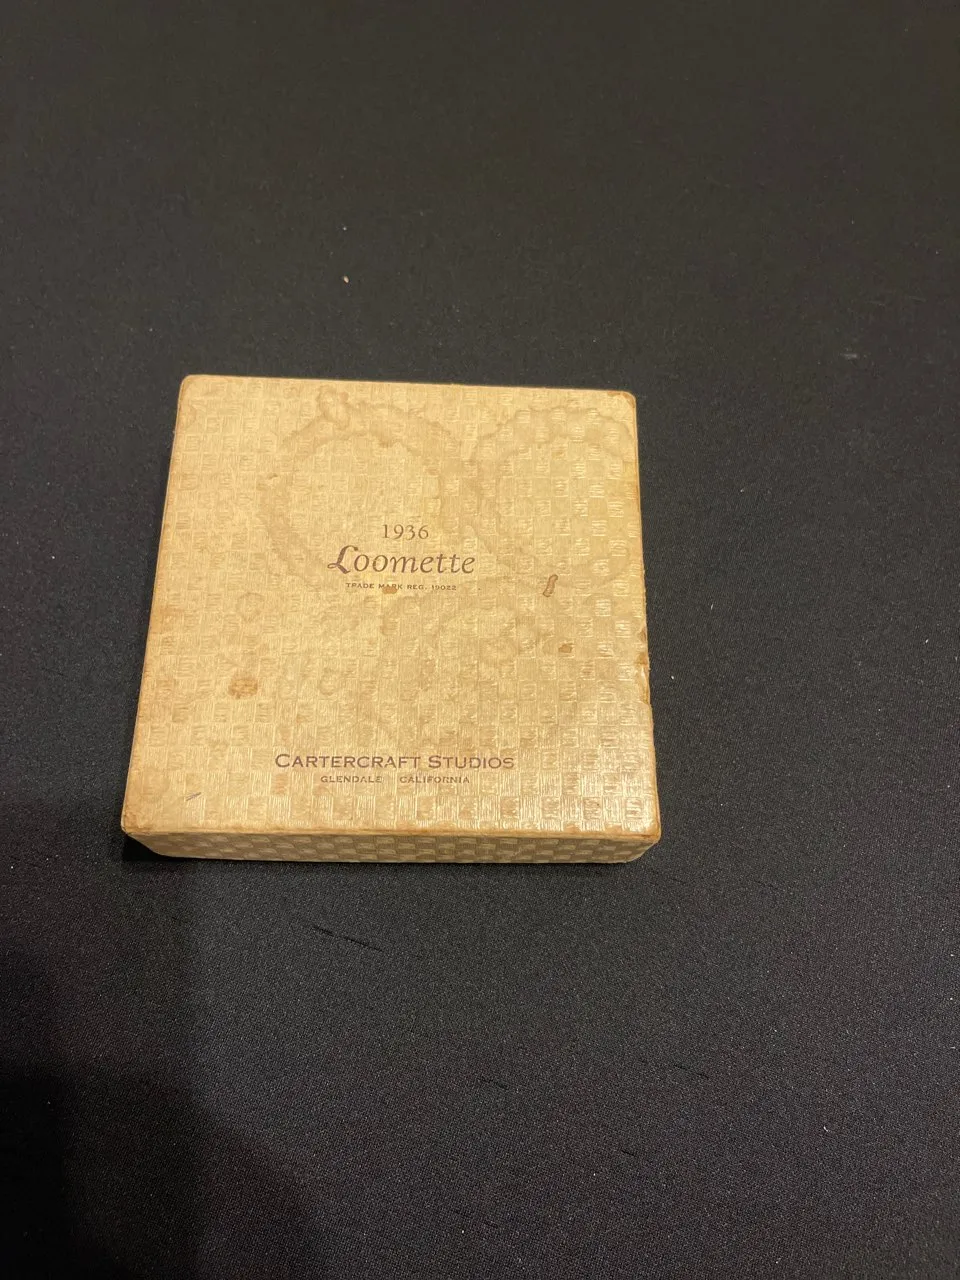 1936
Loomette
TRADE MARK REG. 19022
CARTERCRAFT STUDIOS
GLENDALE CALIFORNIA